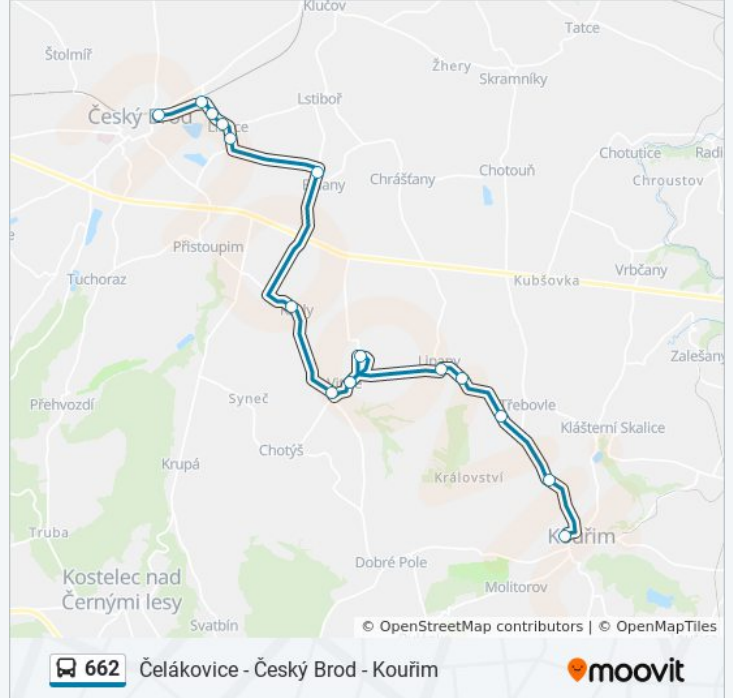 Klučov
Tatce
Štolmíř
Žhery
Skramníky
Lstiboř
Český Brod
Chotutice
Chotouň
Chrášťany
Chroustov
Přistoupim
Vrbčany
Tuchoraz
Kubšovka
Lipany
Zalešany
Syneč
Přehvozdí
Třebovle
Klášterní Skalice
Chotýš
Krupá
Království
Truba
Kouřim
Dobré Pole
Kostelec nad
Černými lesy
Molitorov
Svatbín
© OpenStreetMap contributors | © OpenMapTiles
662 Čelákovice - Český Brod - Kouřim
moovit